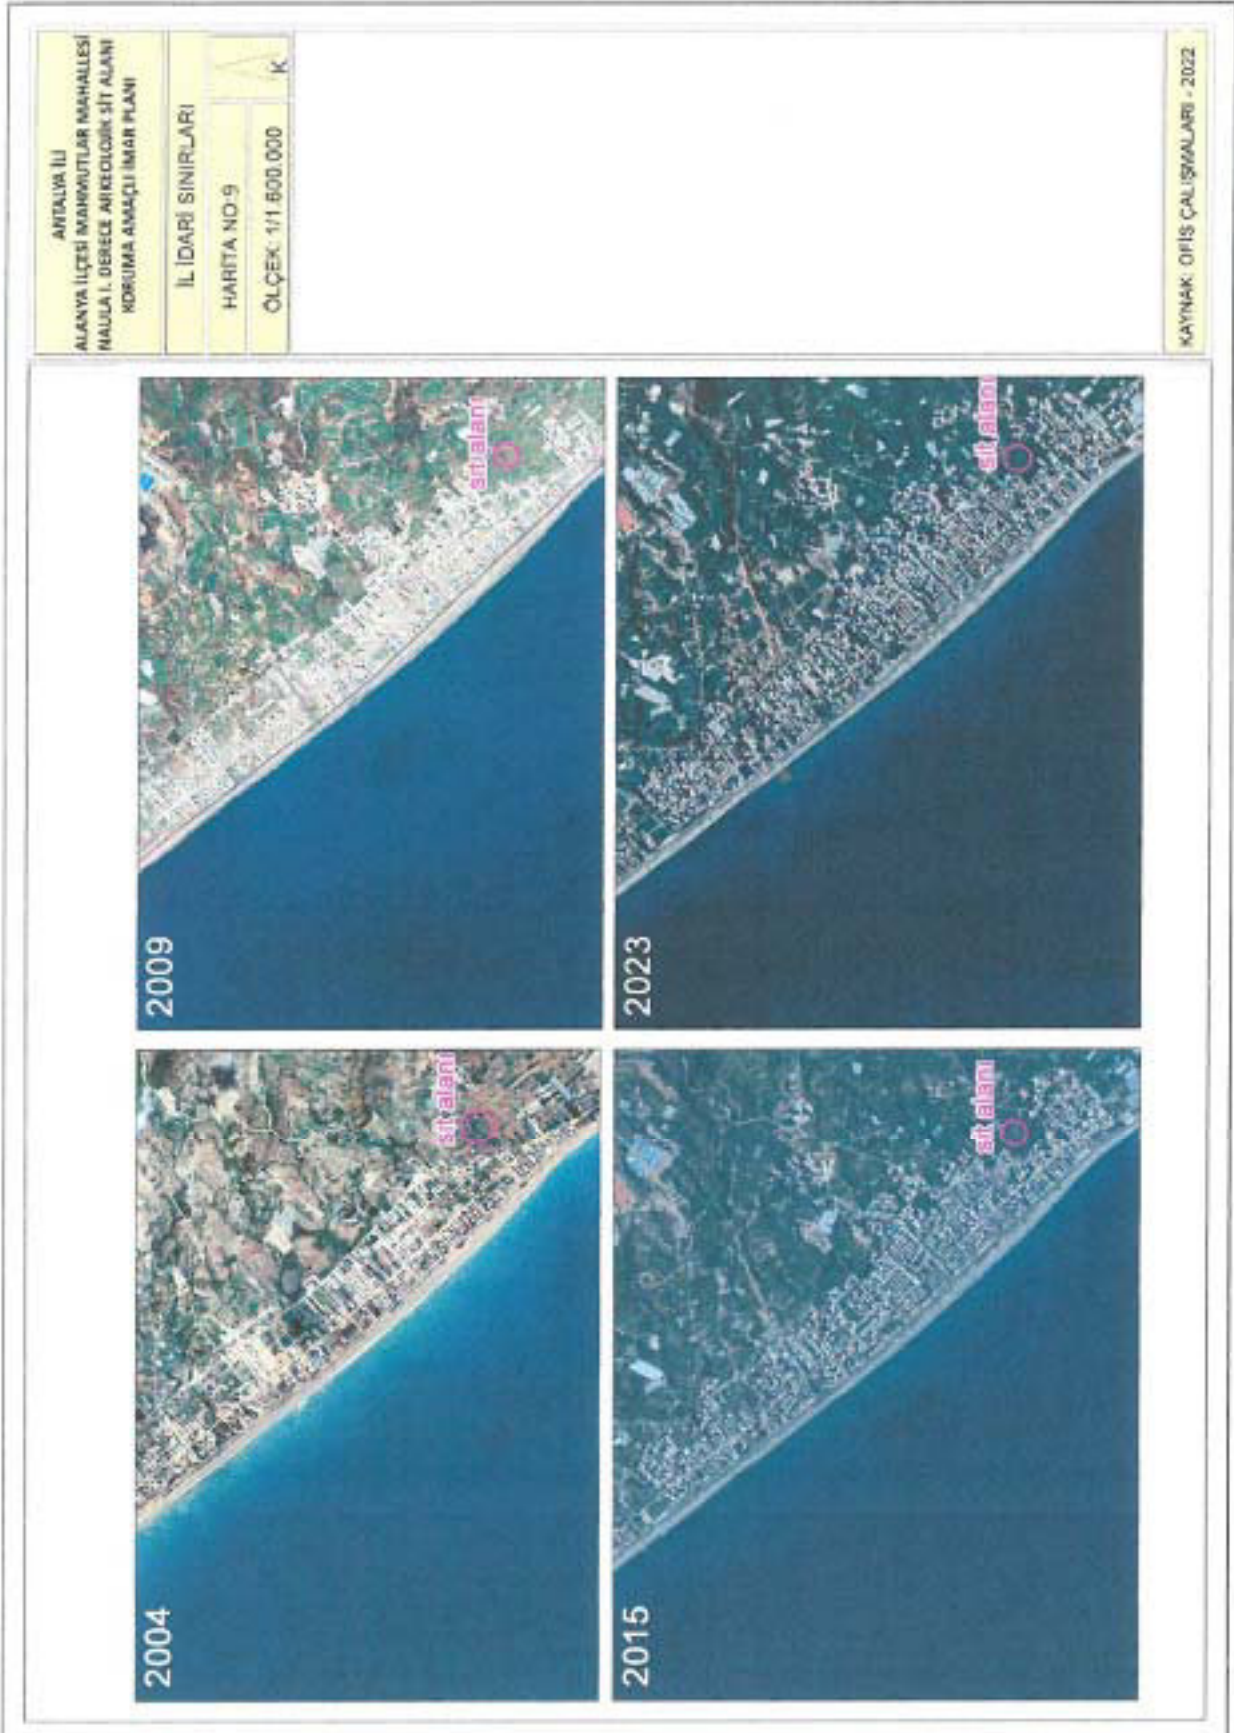 ANTALYA İLİ
ALANYA İLÇESİ MAHMUTLAR MAHALLESİ
NAULA I. DERECE ARKEOLOJİK SİT ALANI
KORUMA AMAÇLI İMAR PLANI
İL İDARİ SINIRLARI
HARİTA NO:9
ÖLÇEK: 1/1.600.000
K
2004
sit alanı
2009
sit alanı
2015
sit alanı
2023
sit alanı
KAYNAK: OFİS ÇALIŞMALARI - 2022